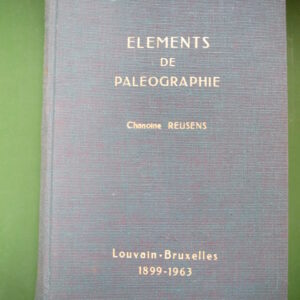 ELEMENTS
DE
PALÉOGRAPHIE
Chanoine REUSENS
Louvain - Bruxelles
1899-1963